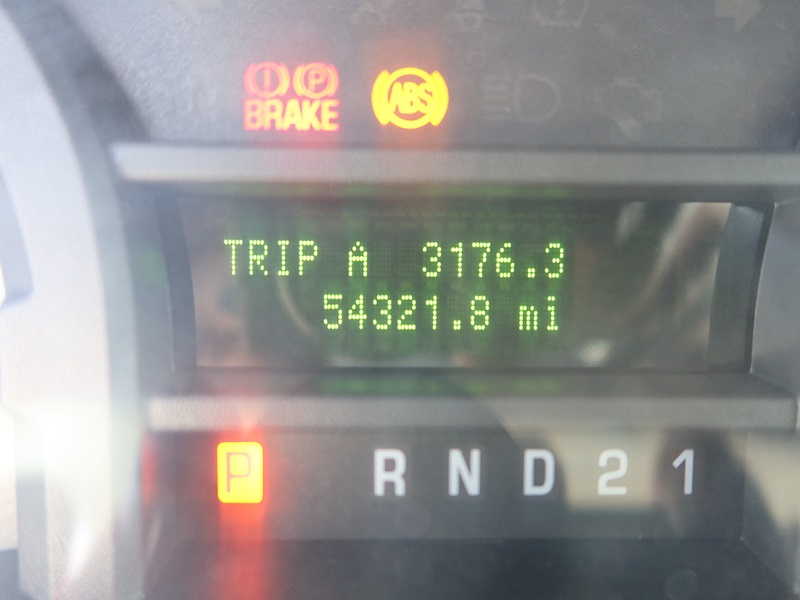 BRAKE ABS
TRIP A 3176.3
54321.8 mi
P R N D 2 1